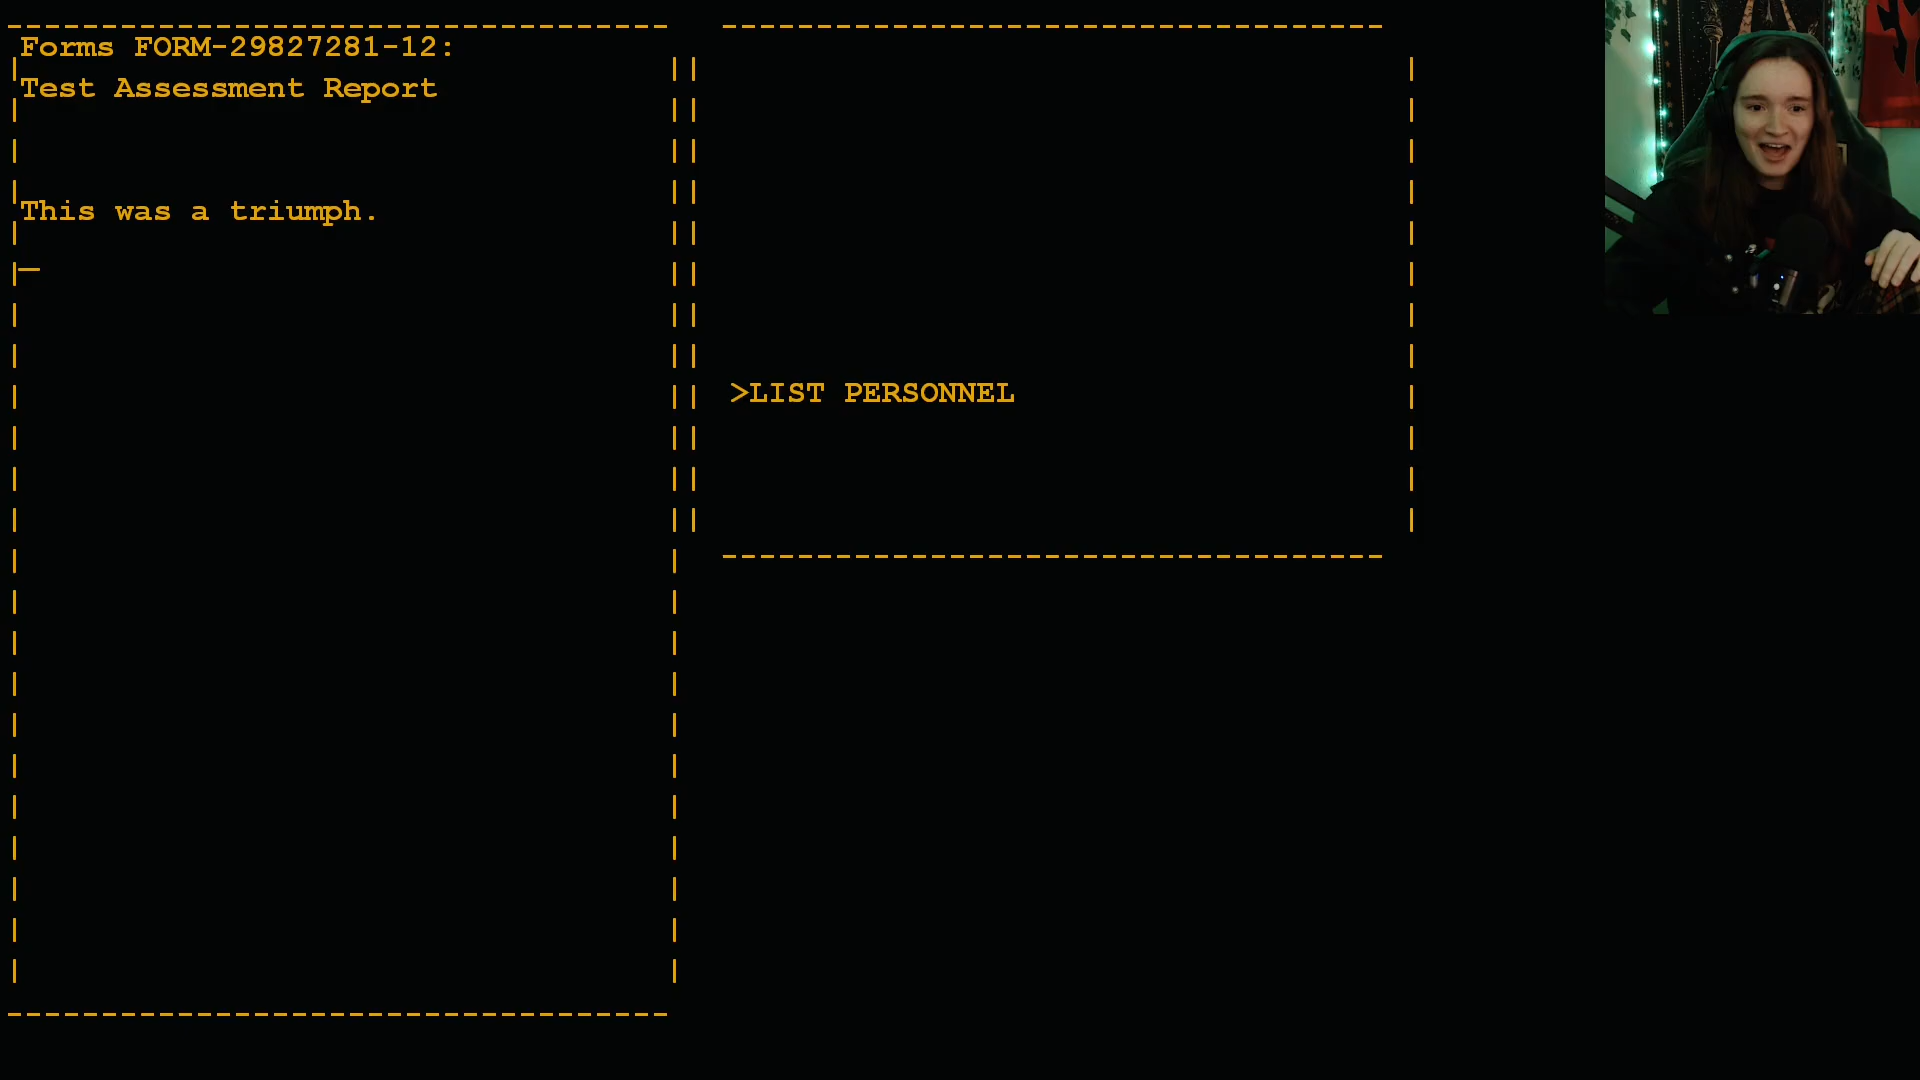 Forms FORM-29827281-12:
Test Assessment Report
This was a triumph.
>LIST PERSONNEL